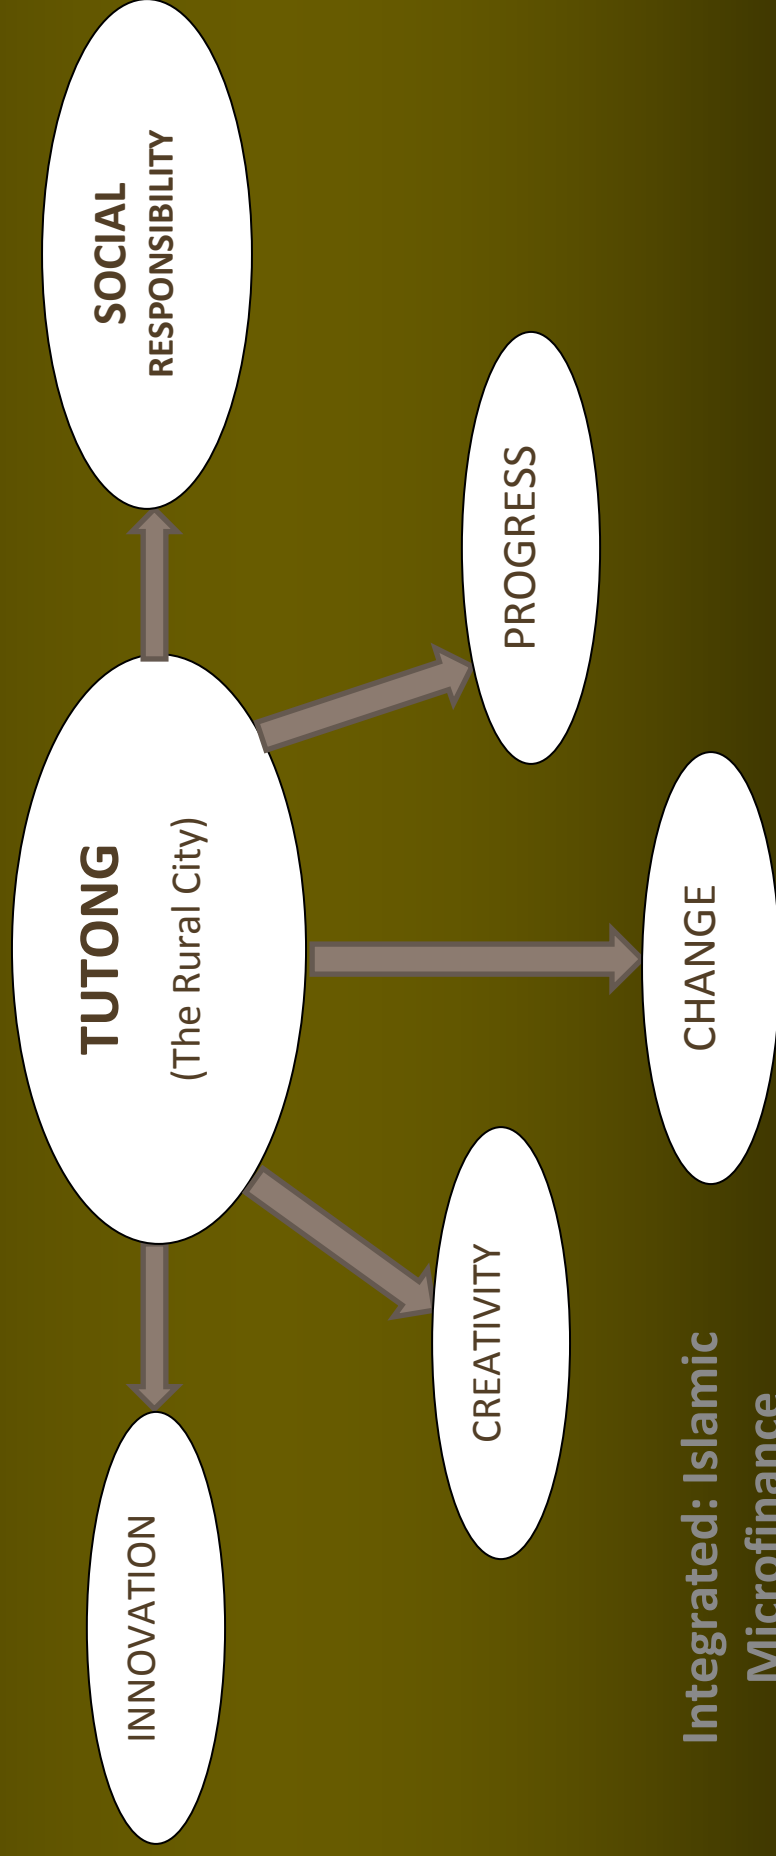 TUTONG
(The Rural City)
INNOVATION
SOCIAL
RESPONSIBILITY
CREATIVITY
PROGRESS
CHANGE
Integrated: Islamic
Microfinance